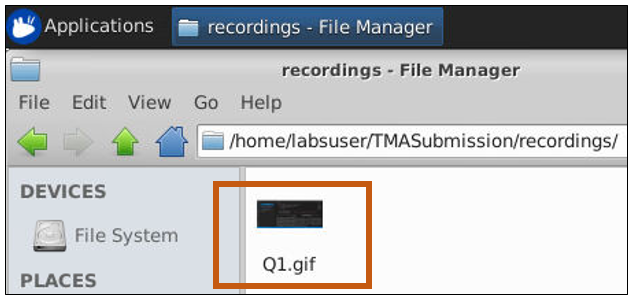 Applications recordings - File Manager
recordings - File Manager
File Edit View Go Help
/home/labsuser/TMASubmission/recordings/
DEVICES
File System
PLACES
Q1.gif